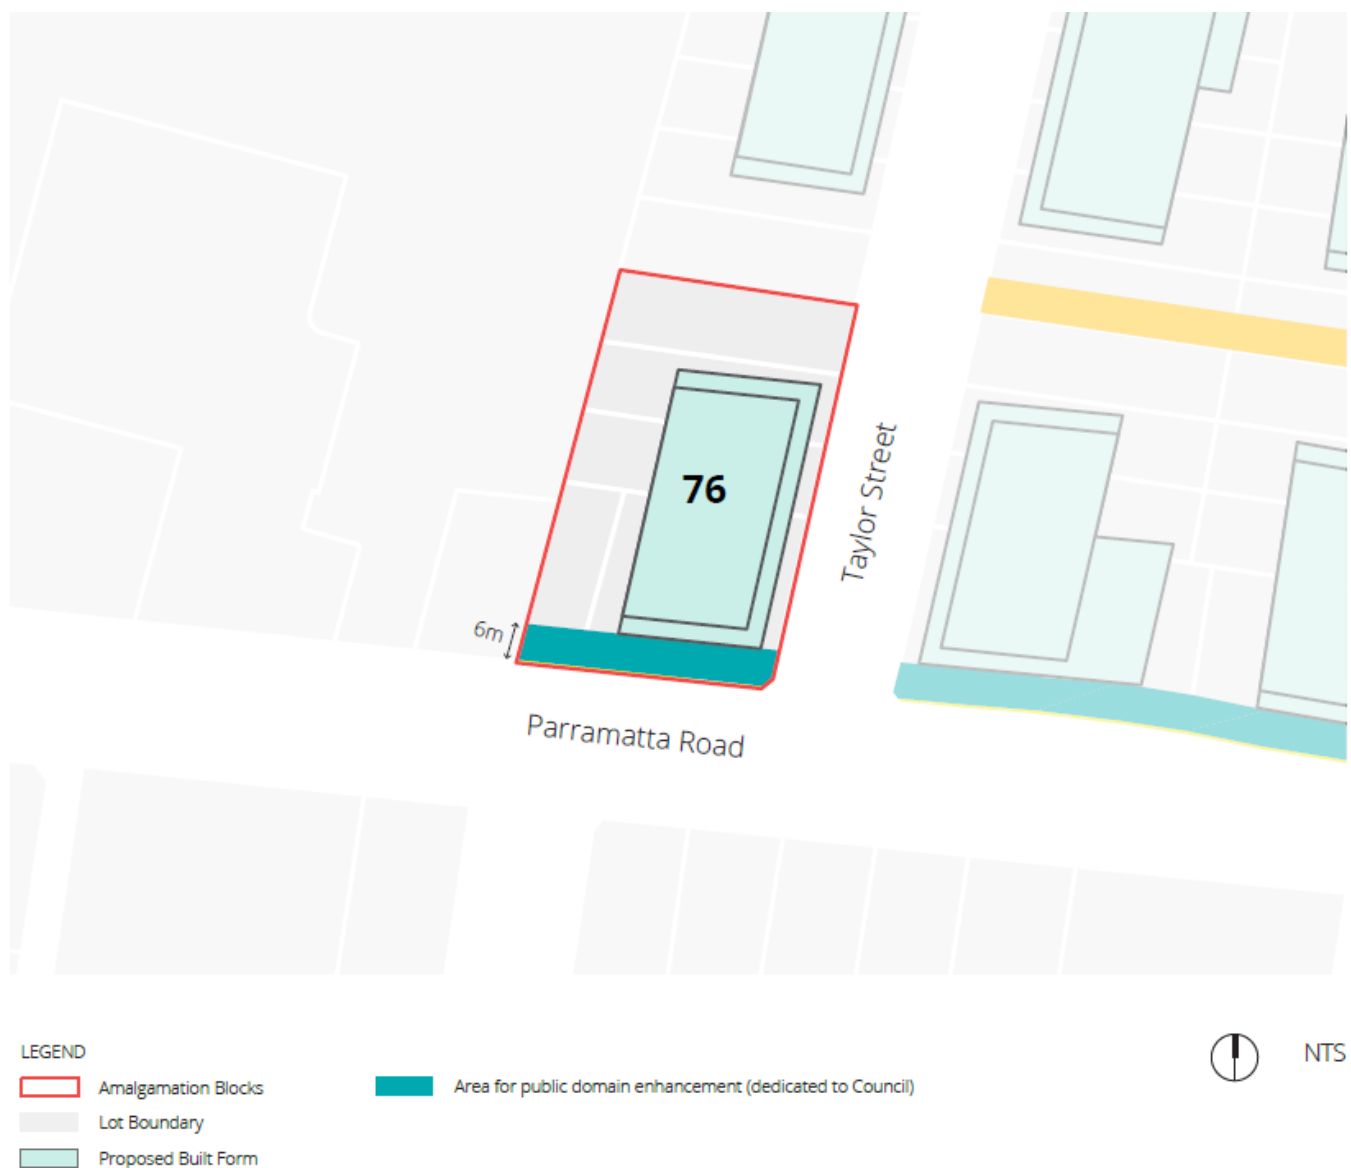 76
Taylor Street
6m
Parramatta Road
LEGEND
NTS
Amalgamation Blocks
Area for public domain enhancement (dedicated to Council)
Lot Boundary
Proposed Built Form